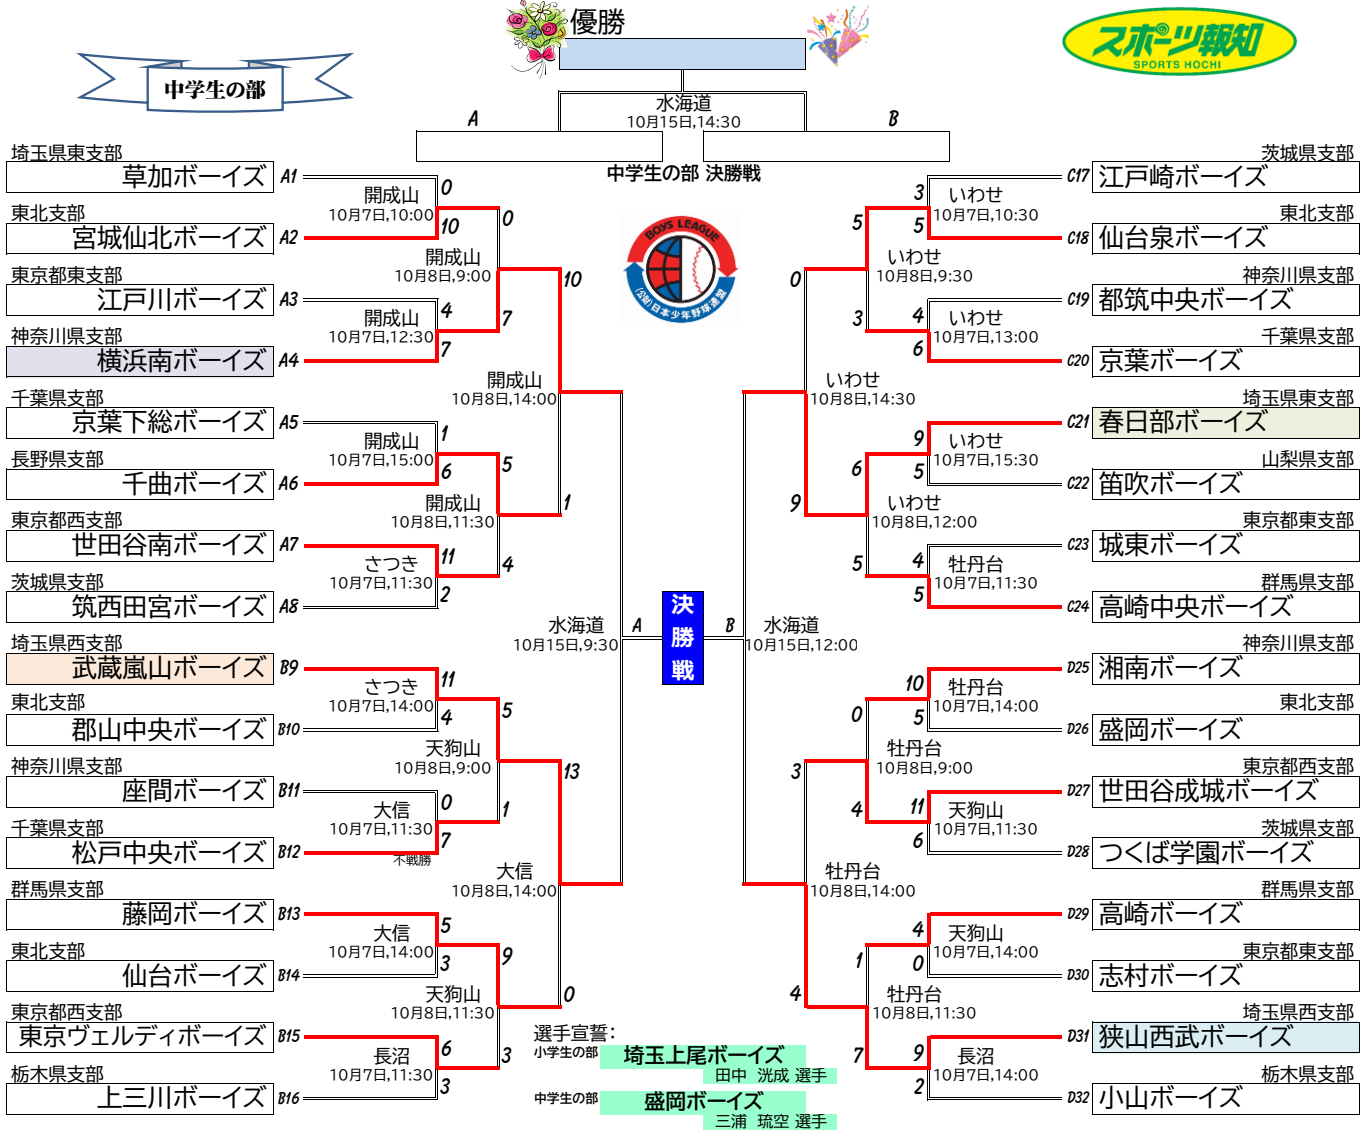 優勝
スポーツ報知
SPORTS HOCHI
中学生の部
水海道
10月15日,14:30
A
B
中学生の部 決勝戦
BOYS LEAGUE
(公財)日本少年野球連盟
埼玉県東支部
草加ボーイズ A1
0
開成山
10月7日,10:00
東北支部
10
宮城仙北ボーイズ A2
0
開成山
10月8日,9:00
東京都東支部
江戸川ボーイズ A3
4
開成山
10月7日,12:30
7
神奈川県支部
7
横浜南ボーイズ A4
10
開成山
10月8日,14:00
千葉県支部
京葉下総ボーイズ A5
1
開成山
10月7日,15:00
長野県支部
6
千曲ボーイズ A6
5
開成山
10月8日,11:30
1
東京都西支部
世田谷南ボーイズ A7
11
さつき
10月7日,11:30
4
茨城県支部
2
筑西田宮ボーイズ A8
水海道
10月15日,9:30
A
埼玉県西支部
武蔵嵐山ボーイズ B9
11
さつき
10月7日,14:00
東北支部
4
郡山中央ボーイズ B10
5
天狗山
10月8日,9:00
神奈川県支部
座間ボーイズ B11
0
大信
10月7日,11:30
1
千葉県支部
7
松戸中央ボーイズ B12
不戦勝
13
大信
10月8日,14:00
群馬県支部
藤岡ボーイズ B13
5
大信
10月7日,14:00
東北支部
3
仙台ボーイズ B14
9
天狗山
10月8日,11:30
0
東京都西支部
東京ヴェルディボーイズ B15
6
長沼
10月7日,11:30
3
栃木県支部
3
上三川ボーイズ B16
決勝戦
茨城県支部
C17 江戸崎ボーイズ
3
いわせ
10月7日,10:30
東北支部
5
C18 仙台泉ボーイズ
5
いわせ
10月8日,9:30
神奈川県支部
C19 都筑中央ボーイズ
4
いわせ
10月7日,13:00
3
千葉県支部
6
C20 京葉ボーイズ
0
いわせ
10月8日,14:30
埼玉県東支部
C21 春日部ボーイズ
9
いわせ
10月7日,15:30
山梨県支部
5
C22 笛吹ボーイズ
6
いわせ
10月8日,12:00
9
東京都東支部
C23 城東ボーイズ
4
牡丹台
10月7日,11:30
5
群馬県支部
5
C24 高崎中央ボーイズ
B
水海道
10月15日,12:00
神奈川県支部
D25 湘南ボーイズ
10
牡丹台
10月7日,14:00
東北支部
5
D26 盛岡ボーイズ
0
牡丹台
10月8日,9:00
東京都西支部
D27 世田谷成城ボーイズ
11
天狗山
10月7日,11:30
4
茨城県支部
6
D28 つくば学園ボーイズ
3
牡丹台
10月8日,14:00
群馬県支部
D29 高崎ボーイズ
4
天狗山
10月7日,14:00
東京都東支部
0
D30 志村ボーイズ
1
牡丹台
10月8日,11:30
4
埼玉県西支部
D31 狭山西武ボーイズ
9
長沼
10月7日,14:00
7
栃木県支部
2
D32 小山ボーイズ
選手宣誓：
小学生の部 埼玉上尾ボーイズ
田中 洸成 選手
中学生の部 盛岡ボーイズ
三浦 琉空 選手